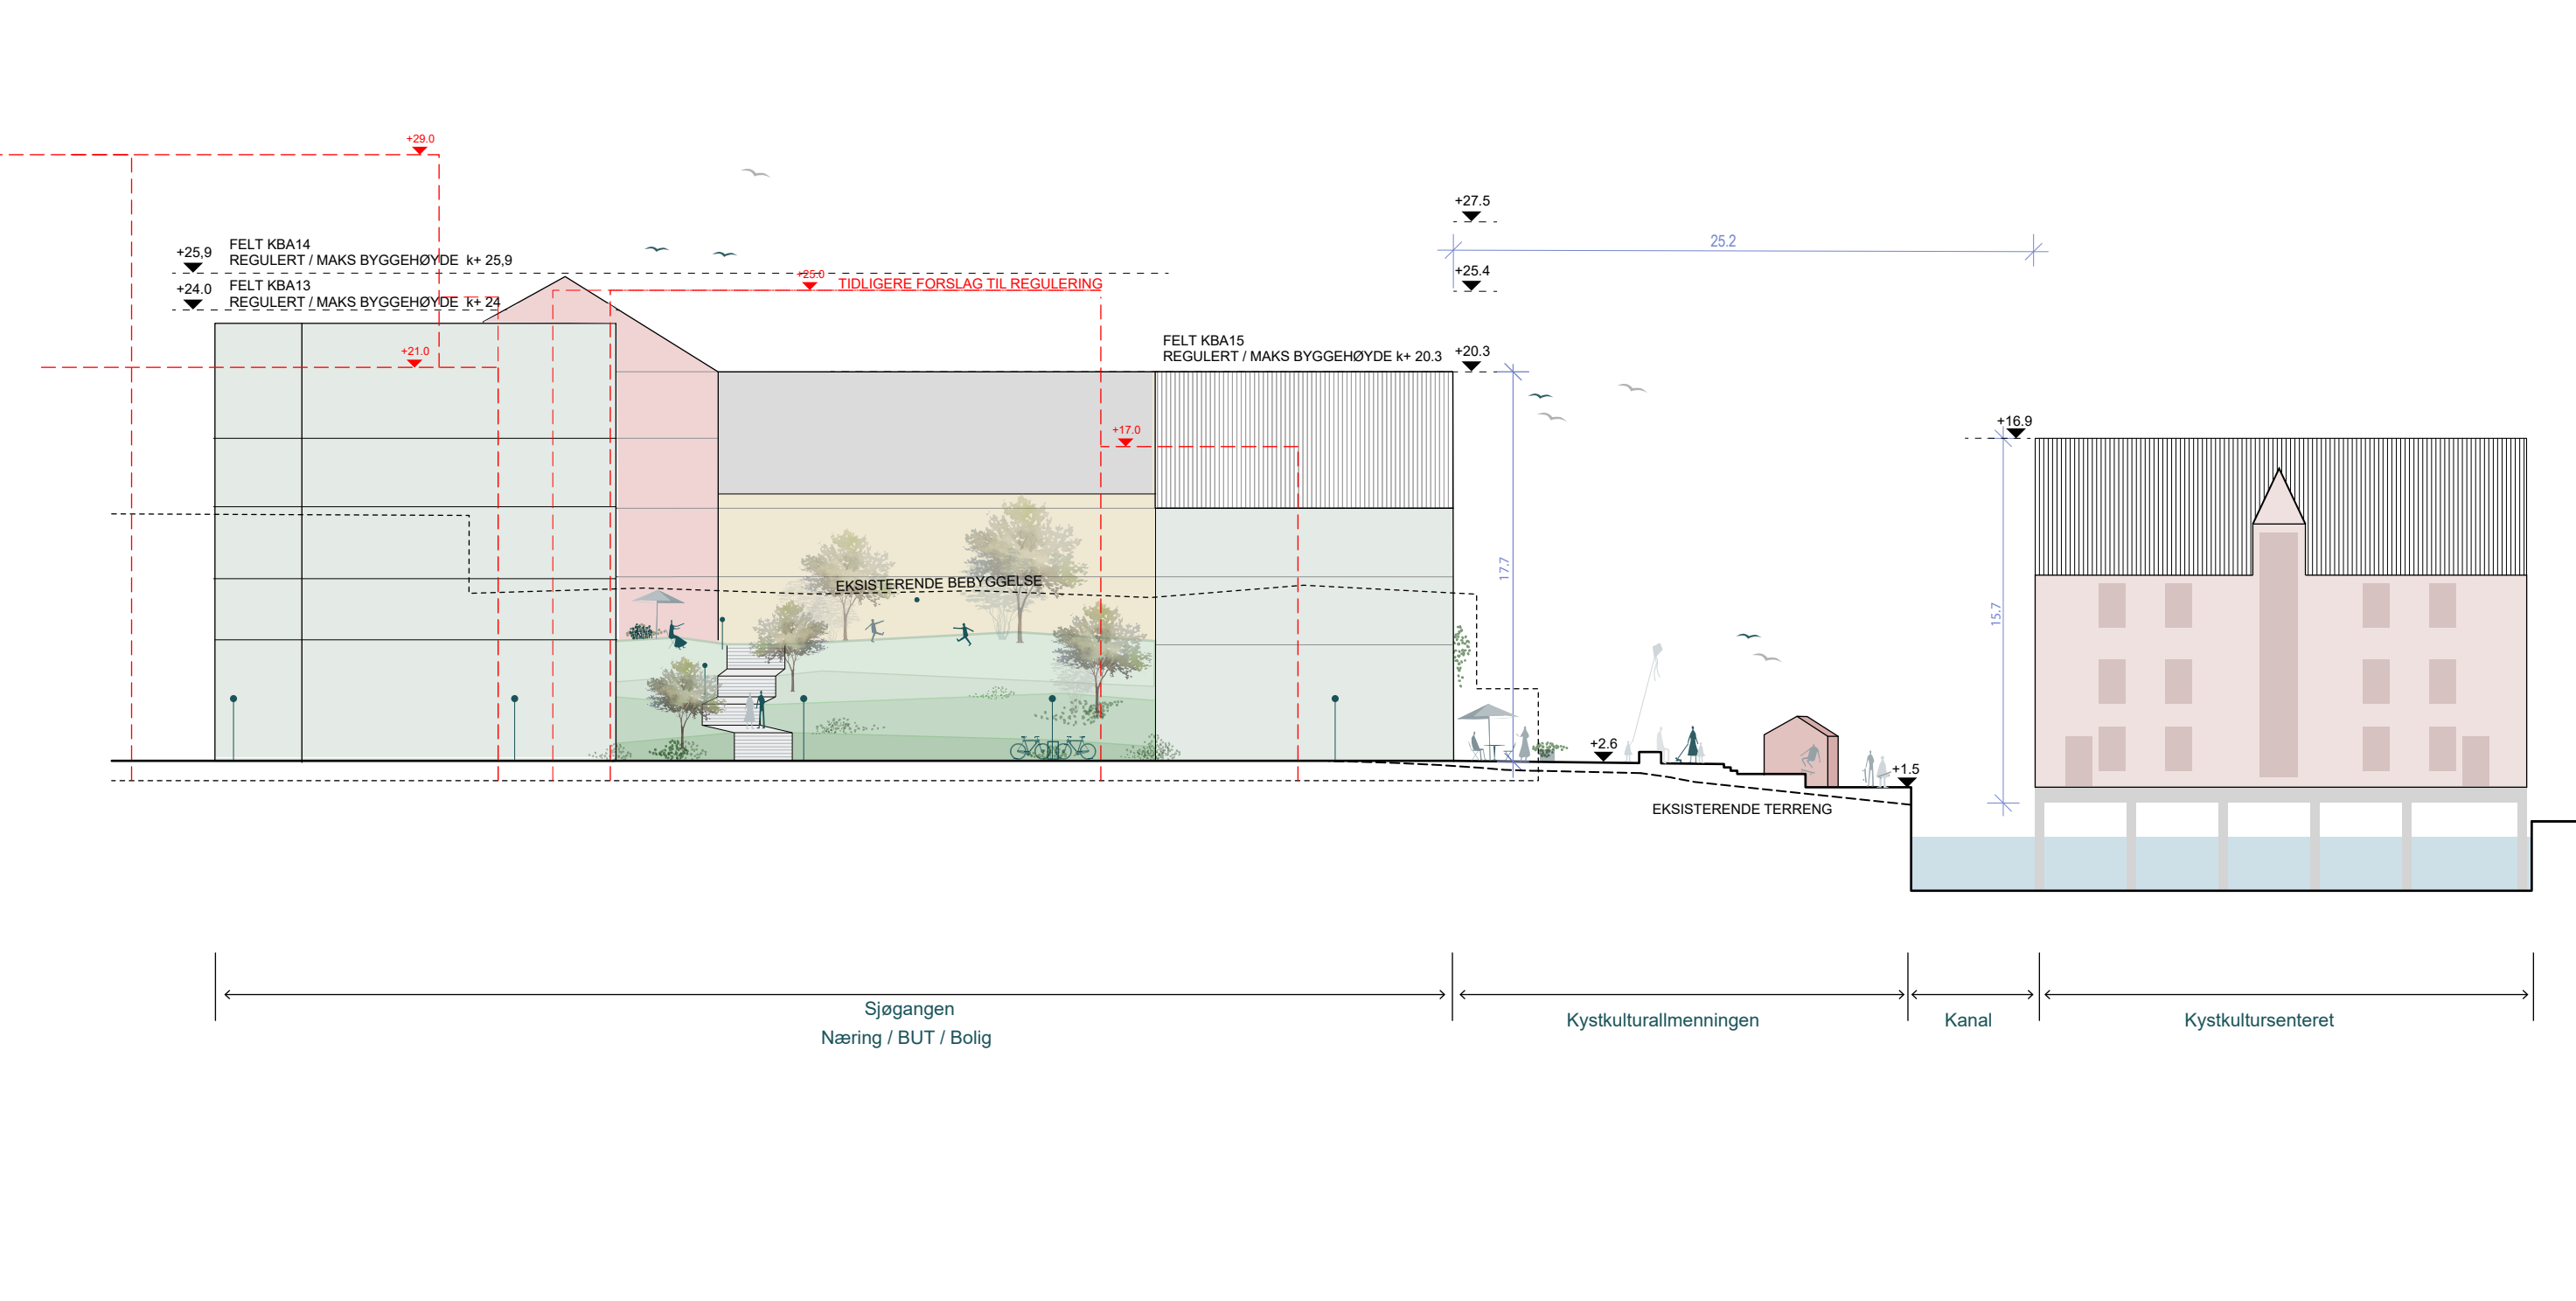 +29.0
+27.5
25.2
FELT KBA14
+25,9
REGULERT / MAKS BYGGEHØYDE  k+ 25,9
+25.4
+25.0
TIDLIGERE FORSLAG TIL REGULERING
FELT KBA13
+24.0
REGULERT / MAKS BYGGEHØYDE  k+ 24
FELT KBA15
REGULERT / MAKS BYGGEHØYDE k+ 20.3
+20.3
+21.0
+17.0
+16.9
17.7
EKSISTERENDE BEBYGGELSE
15.7
+2.6
+1.5
EKSISTERENDE TERRENG
Sjøgangen
Næring / BUT / Bolig
Kystkulturallmenningen
Kanal
Kystkultursenteret